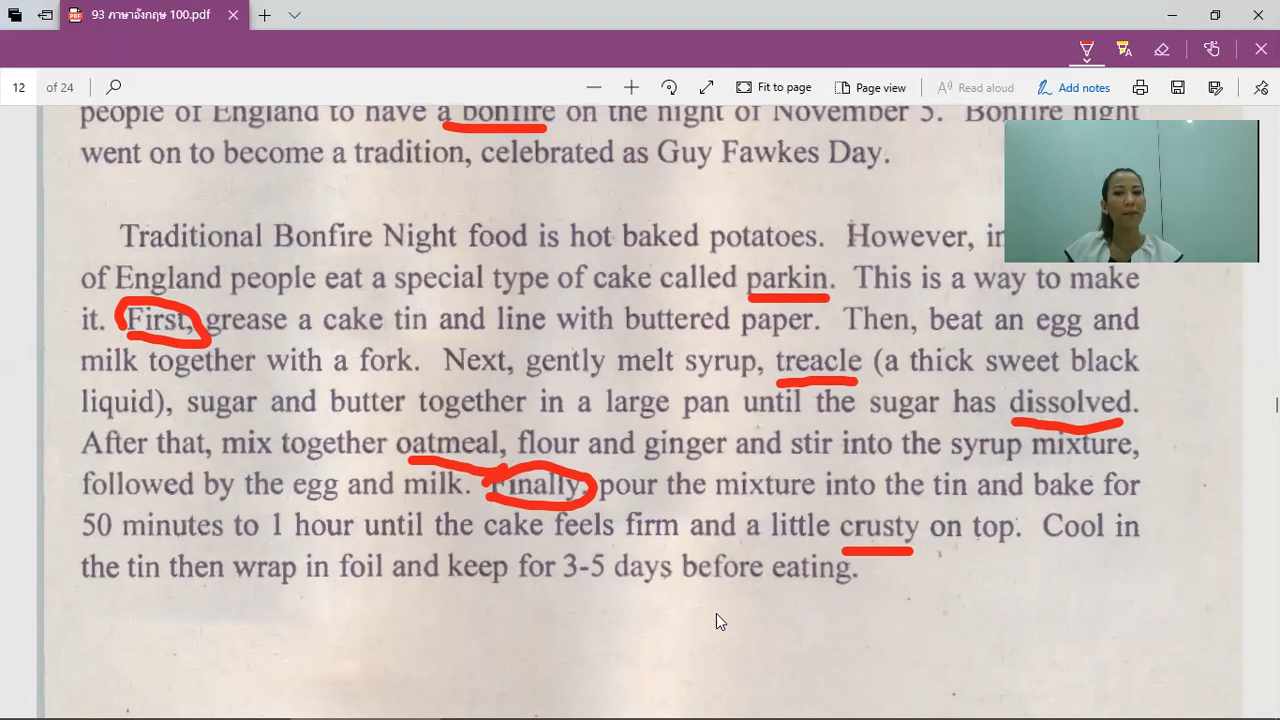 93 ภาษาอังกฤษ 100.pdf
12 of 24
Fit to page
Page view
Read aloud
Add notes
people of England to have a bonfire on the night of November 5. Bonfire night
went on to become a tradition, celebrated as Guy Fawkes Day.
Traditional Bonfire Night food is hot baked potatoes. However, in
of England people eat a special type of cake called parkin. This is a way to make
it. First, grease a cake tin and line with buttered paper. Then, beat an egg and
milk together with a fork. Next, gently melt syrup, treacle (a thick sweet black
liquid), sugar and butter together in a large pan until the sugar has dissolved.
After that, mix together oatmeal, flour and ginger and stir into the syrup mixture,
followed by the egg and milk. Finally, pour the mixture into the tin and bake for
50 minutes to 1 hour until the cake feels firm and a little crusty on top. Cool in
the tin then wrap in foil and keep for 3-5 days before eating.